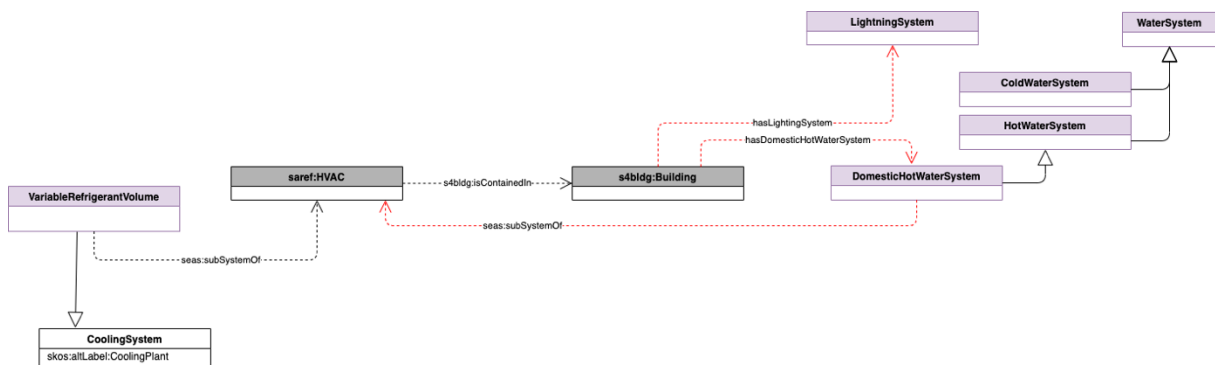 LightningSystem
WaterSystem
ColdWaterSystem
HotWaterSystem
hasLightingSystem
hasDomesticHotWaterSystem
saref:HVAC
s4bldg:isContainedIn
s4bldg:Building
DomesticHotWaterSystem
VariableRefrigerantVolume
seas:subSystemOf
seas:subSystemOf
CoolingSystem
skos:altLabel:CoolingPlant